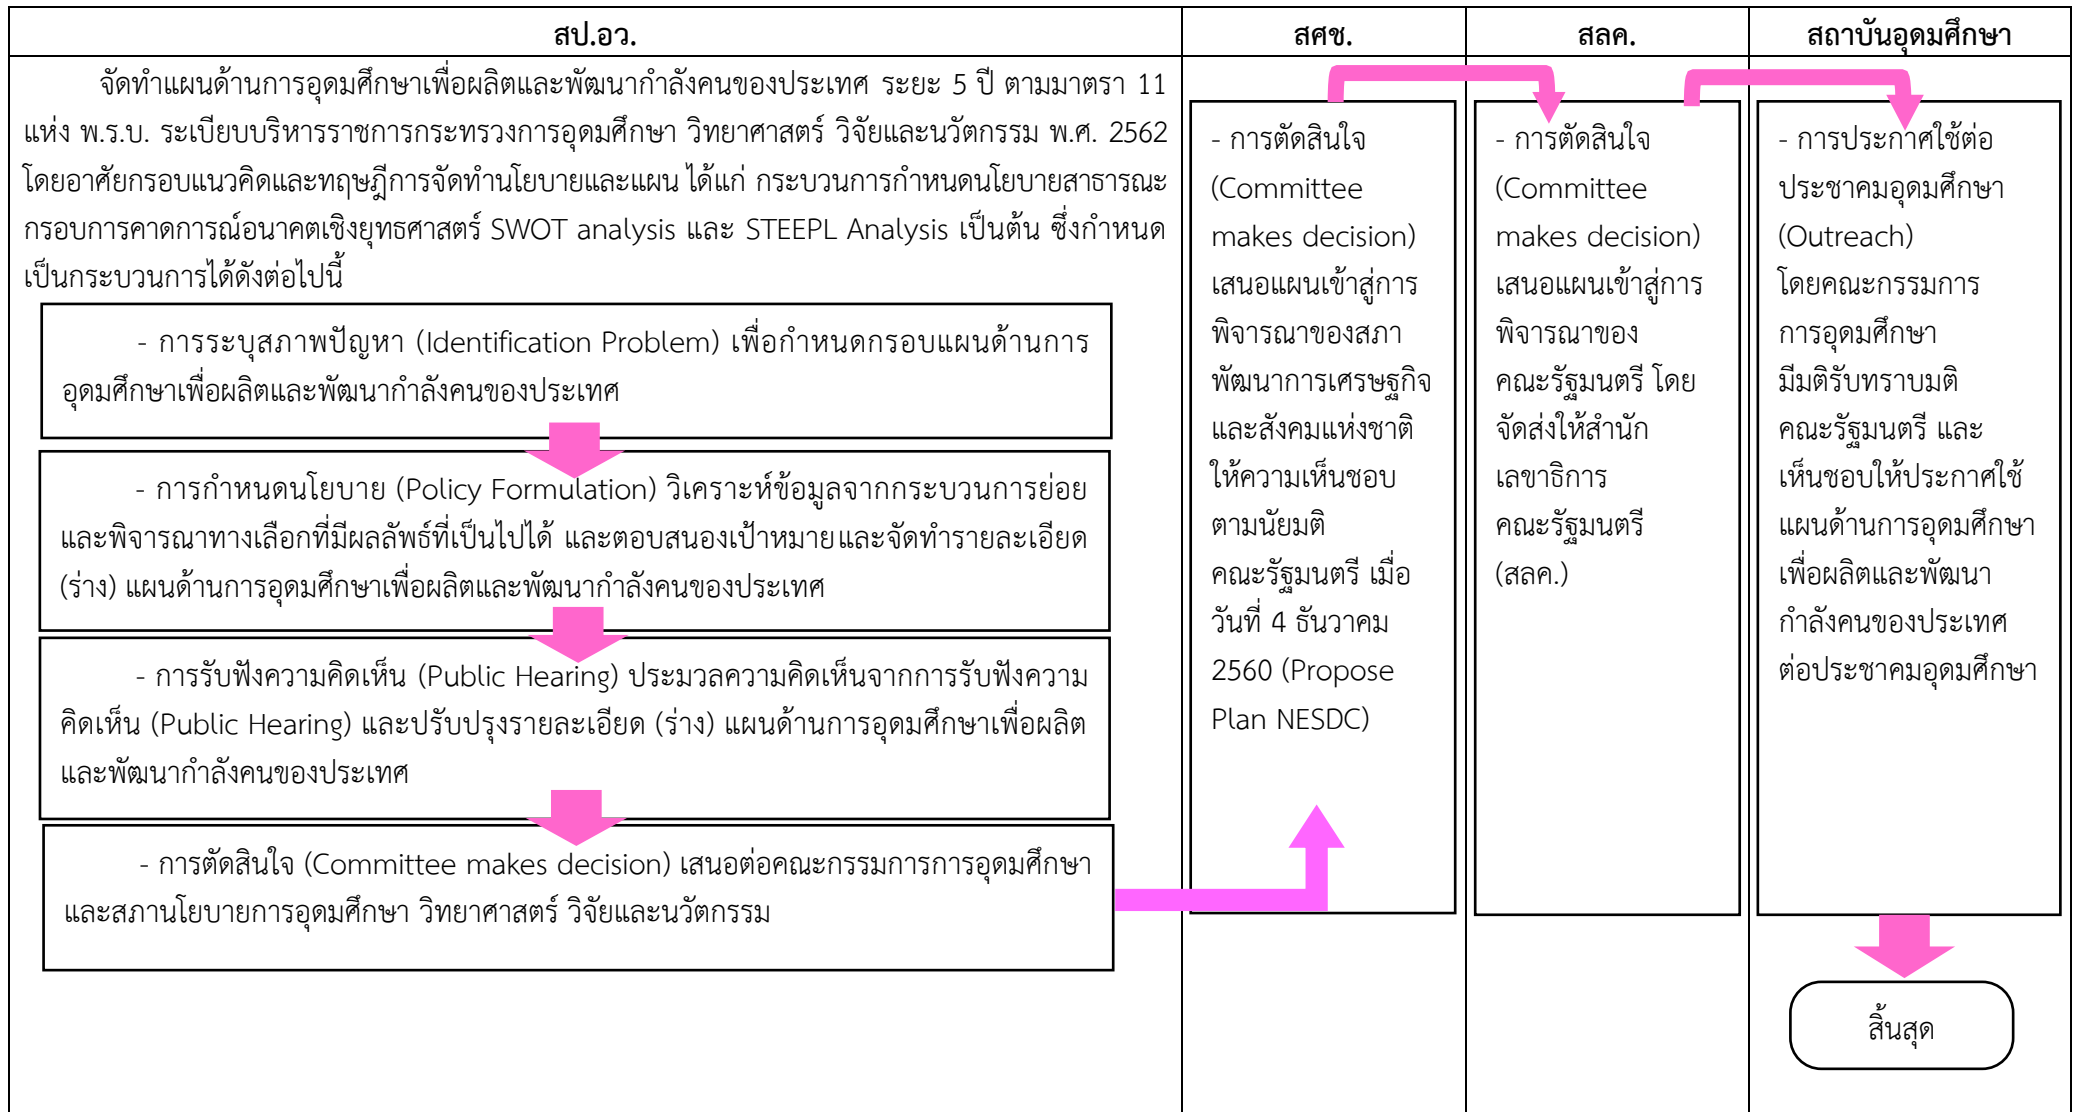 สป.อว.
จัดทำแผนด้านการอุดมศึกษาเพื่อผลิตและพัฒนากำลังคนของประเทศ ระยะ 5 ปี ตามมาตรา 11
แห่ง พ.ร.บ. ระเบียบบริหารราชการกระทรวงการอุดมศึกษา วิทยาศาสตร์ วิจัยและนวัตกรรม พ.ศ. 2562
โดยอาศัยกรอบแนวคิดและทฤษฎีการจัดทำนโยบายและแผน ได้แก่ กระบวนการกำหนดนโยบายสาธารณะ
กรอบการคาดการณ์อนาคตเชิงยุทธศาสตร์ SWOT analysis และ STEEPL Analysis เป็นต้น ซึ่งกำหนด
เป็นกระบวนการได้ดังต่อไปนี้
- การระบุสภาพปัญหา (Identification Problem) เพื่อกำหนดกรอบแผนด้านการ
อุดมศึกษาเพื่อผลิตและพัฒนากำลังคนของประเทศ
- การกำหนดนโยบาย (Policy Formulation) วิเคราะห์ข้อมูลจากกระบวนการย่อย
และพิจารณาทางเลือกที่มีผลลัพธ์ที่เป็นไปได้ และตอบสนองเป้าหมายและจัดทำรายละเอียด
(ร่าง) แผนด้านการอุดมศึกษาเพื่อผลิตและพัฒนากำลังคนของประเทศ
- การรับฟังความคิดเห็น (Public Hearing) ประมวลความคิดเห็นจากการรับฟังความ
คิดเห็น (Public Hearing) และปรับปรุงรายละเอียด (ร่าง) แผนด้านการอุดมศึกษาเพื่อผลิต
และพัฒนากำลังคนของประเทศ
- การตัดสินใจ (Committee makes decision) เสนอต่อคณะกรรมการการอุดมศึกษา
และสภานโยบายการอุดมศึกษา วิทยาศาสตร์ วิจัยและนวัตกรรม
สศช.
- การตัดสินใจ
(Committee
makes decision)
เสนอแผนเข้าสู่การ
พิจารณาของสภา
พัฒนาการเศรษฐกิจ
และสังคมแห่งชาติ
ให้ความเห็นชอบ
ตามนัยมติ
คณะรัฐมนตรี เมื่อ
วันที่ 4 ธันวาคม
2560 (Propose
Plan NESDC)
สลค.
- การตัดสินใจ
(Committee
makes decision)
เสนอแผนเข้าสู่การ
พิจารณาของ
คณะรัฐมนตรี โดย
จัดส่งให้สำนัก
เลขาธิการ
คณะรัฐมนตรี
(สลค.)
สถาบันอุดมศึกษา
- การประกาศใช้ต่อ
ประชาคมอุดมศึกษา
(Outreach)
โดยคณะกรรมการ
การอุดมศึกษา
มีมติรับทราบมติ
คณะรัฐมนตรี และ
เห็นชอบให้ประกาศใช้
แผนด้านการอุดมศึกษา
เพื่อผลิตและพัฒนา
กำลังคนของประเทศ
ต่อประชาคมอุดมศึกษา
สิ้นสุด